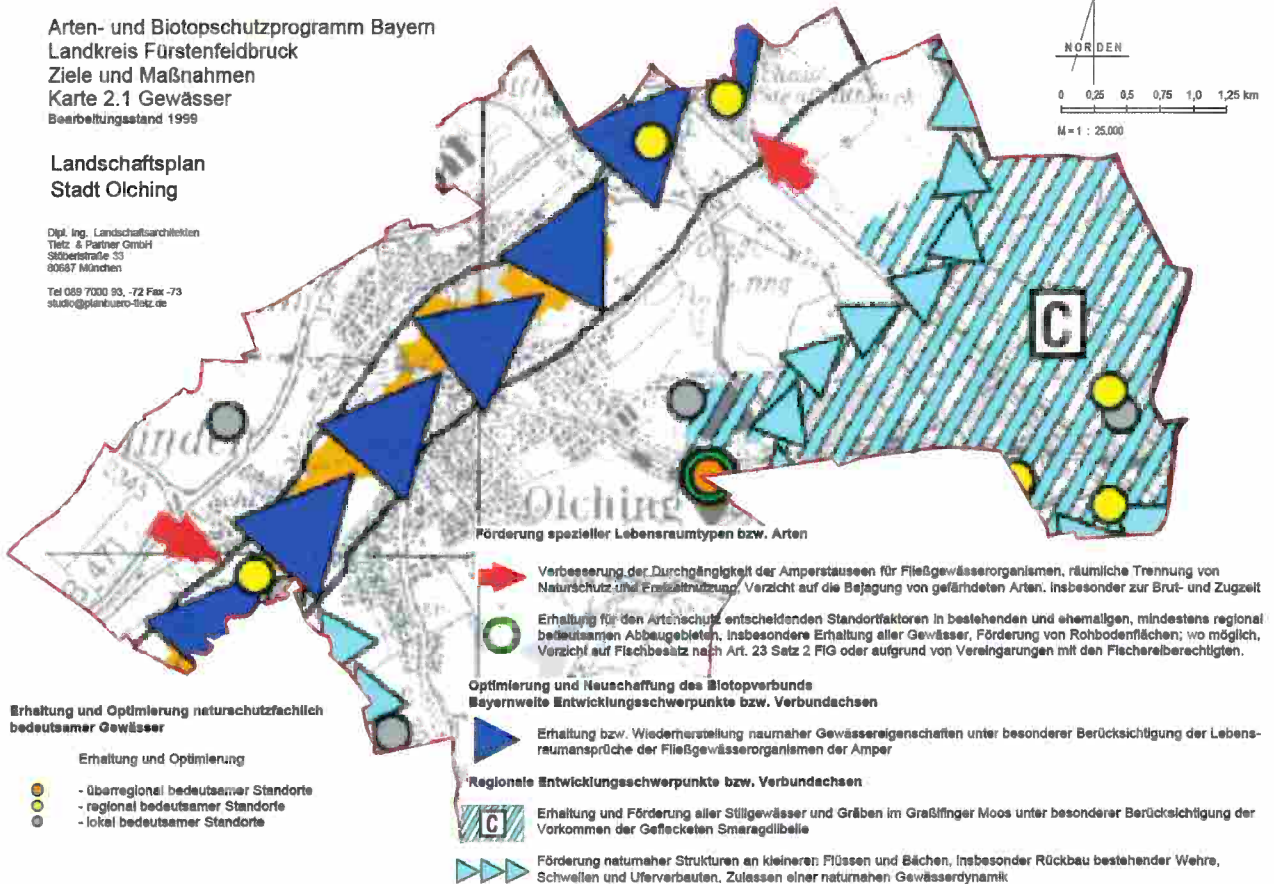 Arten- und Biotopschutzprogramm Bayern
Landkreis Fürstenfeldbruck
Ziele und Maßnahmen
Karte 2.1 Gewässer
Bearbeitungsstand 1999
Landschaftsplan
Stadt Olching
Dipl. Ing. Landschaftsarchitekten
Tietz & Partner GmbH
Stöberlstraße 33
80687 München
Tel 089 7000 93, -72 Fax -73
studio@planbuero-tietz.de
NORDEN
0 0,25 0,5 0,75 1,0 1,25 km
M = 1 : 25.000
C
Olching
Förderung spezieller Lebensraumtypen bzw. Arten
Verbesserung der Durchgängigkeit der Amperstauseen für Fließgewässerorganismen, räumliche Trennung von
Naturschutz und Freizeitnutzung, Verzicht auf die Bejagung von gefährdeten Arten, insbesondere zur Brut- und Zugzeit
Erhaltung für den Artenschutz entscheidenden Standortfaktoren in bestehenden und ehemaligen, mindestens regional
bedeutsamen Abbaugebieten, insbesondere Erhaltung aller Gewässer, Förderung von Rohbodenflächen; wo möglich,
Verzicht auf Fischbesatz nach Art. 23 Satz 2 FiG oder aufgrund von Vereingarungen mit den Fischereiberechtigten.
Optimierung und Neuschaffung des Biotopverbunds
Bayernweite Entwicklungsschwerpunkte bzw. Verbundachsen
Erhaltung bzw. Wiederherstellung naturnaher Gewässereigenschaften unter besonderer Berücksichtigung der Lebens-
raumansprüche der Fließgewässerorganismen der Amper
Regionale Entwicklungsschwerpunkte bzw. Verbundachsen
C
Erhaltung und Förderung aller Stillgewässer und Gräben im Graßlfinger Moos unter besonderer Berücksichtigung der
Vorkommen der Gefleckten Smaragdlibelle
Förderung naturnaher Strukturen an kleineren Flüssen und Bächen, insbesonder Rückbau bestehender Wehre,
Schwellen und Uferverbauten, Zulassen einer naturnahen Gewässerdynamik
Erhaltung und Optimierung naturschutzfachlich
bedeutsamer Gewässer
Erhaltung und Optimierung
- überregional bedeutsamer Standorte
- regional bedeutsamer Standorte
- lokal bedeutsamer Standorte